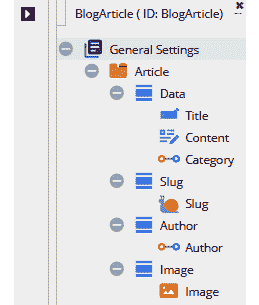 BlogArticle ( ID: BlogArticle)
General Settings
Article
Data
Title
Content
Category
Slug
Slug
Author
Author
Image
Image